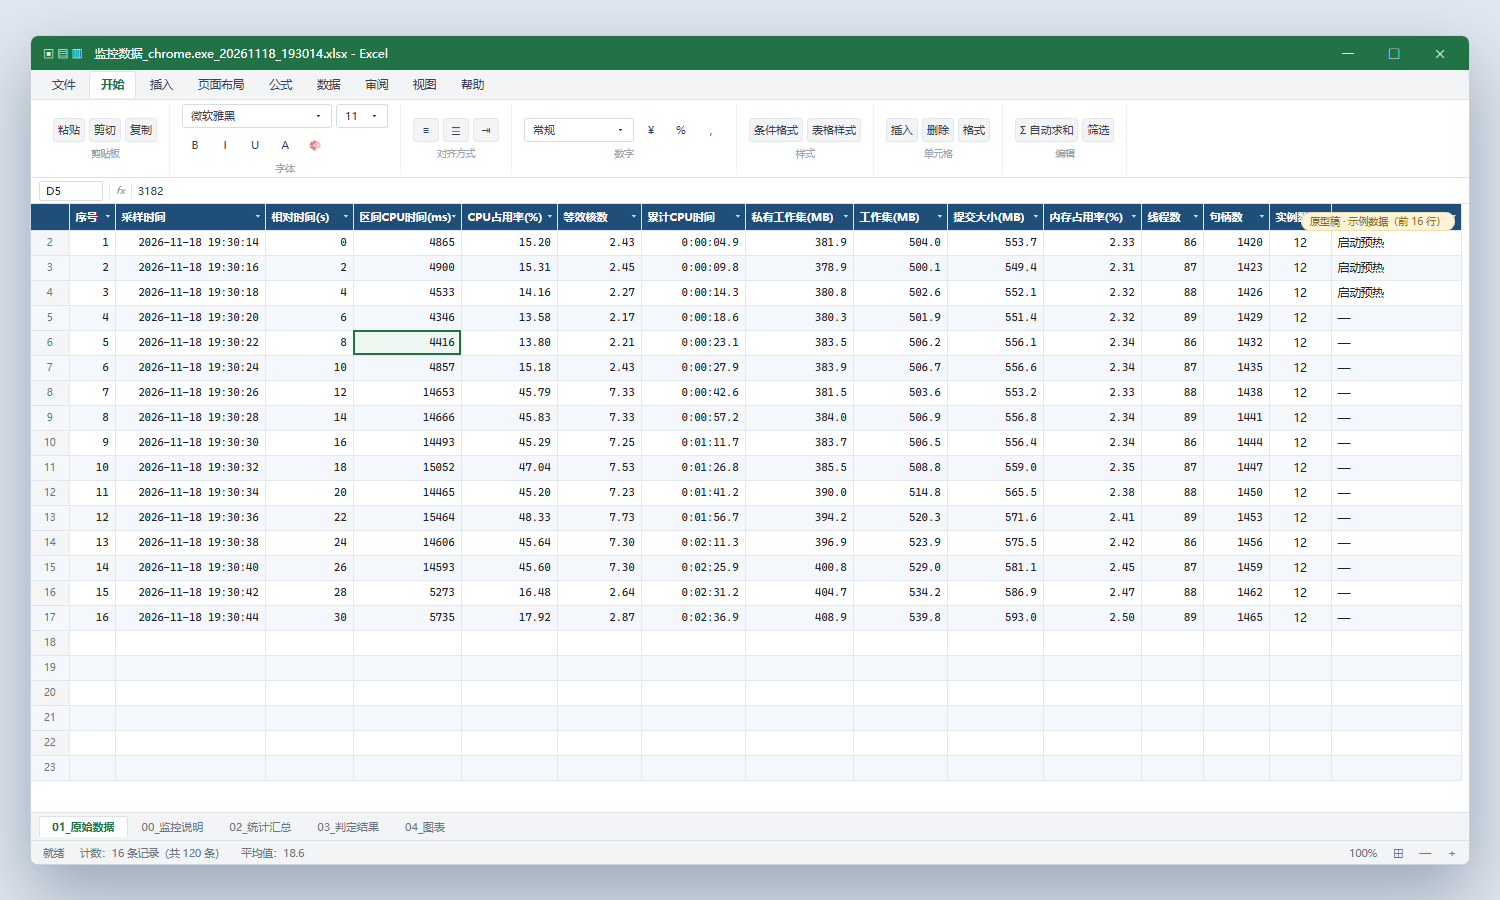 监控数据_chrome.exe_20261118_193014.xlsx - Excel
文件 开始 插入 页面布局 公式 数据 审阅 视图 帮助
粘贴 剪切 复制
剪贴板
微软雅黑 11
B I U A
字体
对齐方式
常规 ¥ % ,
数字
条件格式 表格样式
样式
插入 删除 格式
单元格
Σ 自动求和 筛选
编辑
D5 fx 3182
序号 采样时间 相对时间(s) 区间CPU时间(ms) CPU占用率(%) 等效核数 累计CPU时间 私有工作集(MB) 工作集(MB) 提交大小(MB) 内存占用率(%) 线程数 句柄数 实例
原型稿 · 示例数据（前 16 行）
2 1 2026-11-18 19:30:14 0 4865 15.20 2.43 0:00:04.9 381.9 504.0 553.7 2.33 86 1420 12 启动预热
3 2 2026-11-18 19:30:16 2 4900 15.31 2.45 0:00:09.8 378.9 500.1 549.4 2.31 87 1423 12 启动预热
4 3 2026-11-18 19:30:18 4 4533 14.16 2.27 0:00:14.3 380.8 502.6 552.1 2.32 88 1426 12 启动预热
5 4 2026-11-18 19:30:20 6 4346 13.58 2.17 0:00:18.6 380.3 501.9 551.4 2.32 89 1429 12 —
6 5 2026-11-18 19:30:22 8 4416 13.80 2.21 0:00:23.1 383.5 506.2 556.1 2.34 86 1432 12 —
7 6 2026-11-18 19:30:24 10 4857 15.18 2.43 0:00:27.9 383.9 506.7 556.6 2.34 87 1435 12 —
8 7 2026-11-18 19:30:26 12 14653 45.79 7.33 0:00:42.6 381.5 503.6 553.2 2.33 88 1438 12 —
9 8 2026-11-18 19:30:28 14 14666 45.83 7.33 0:00:57.2 384.0 506.9 556.8 2.34 89 1441 12 —
10 9 2026-11-18 19:30:30 16 14493 45.29 7.25 0:01:11.7 383.7 506.5 556.4 2.34 86 1444 12 —
11 10 2026-11-18 19:30:32 18 15052 47.04 7.53 0:01:26.8 385.5 508.8 559.0 2.35 87 1447 12 —
12 11 2026-11-18 19:30:34 20 14465 45.20 7.23 0:01:41.2 390.0 514.8 565.5 2.38 88 1450 12 —
13 12 2026-11-18 19:30:36 22 15464 48.33 7.73 0:01:56.7 394.2 520.3 571.6 2.41 89 1453 12 —
14 13 2026-11-18 19:30:38 24 14606 45.64 7.30 0:02:11.3 396.9 523.9 575.5 2.42 86 1456 12 —
15 14 2026-11-18 19:30:40 26 14593 45.60 7.30 0:02:25.9 400.8 529.0 581.1 2.45 87 1459 12 —
16 15 2026-11-18 19:30:42 28 5273 16.48 2.64 0:02:31.2 404.7 534.2 586.9 2.47 88 1462 12 —
17 16 2026-11-18 19:30:44 30 5735 17.92 2.87 0:02:36.9 408.9 539.8 593.0 2.50 89 1465 12 —
18
19
20
21
22
23
01_原始数据 00_监控说明 02_统计汇总 03_判定结果 04_图表
就绪 计数：16 条记录（共 120 条） 平均值：18.6 100%